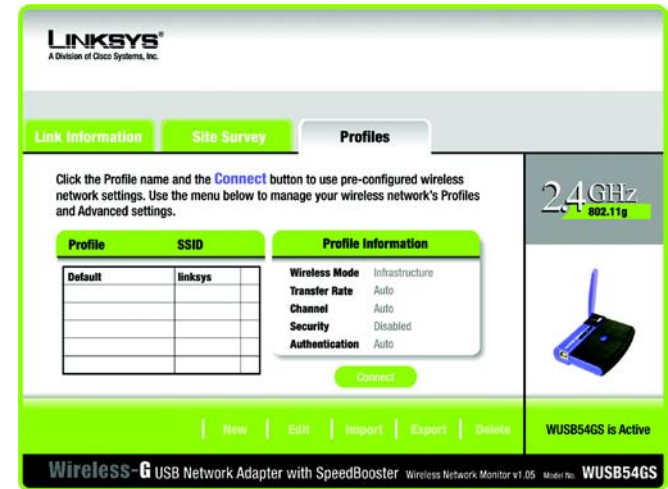 LINKSYS®
A Division of Cisco Systems, Inc.
Link Information Site Survey Profiles
Click the Profile name and the Connect button to use pre-configured wireless
network settings. Use the menu below to manage your wireless network's Profiles
and Advanced settings.
2.4GHz
802.11g
Profile SSID
Default linksys
Profile Information
Wireless Mode Infrastructure
Transfer Rate Auto
Channel Auto
Security Disabled
Authentication Auto
Connect
New Edit Import Export Delete
WUSB54GS is Active
Wireless-G USB Network Adapter with SpeedBooster Wireless Network Monitor v1.05 Model No. WUSB54GS